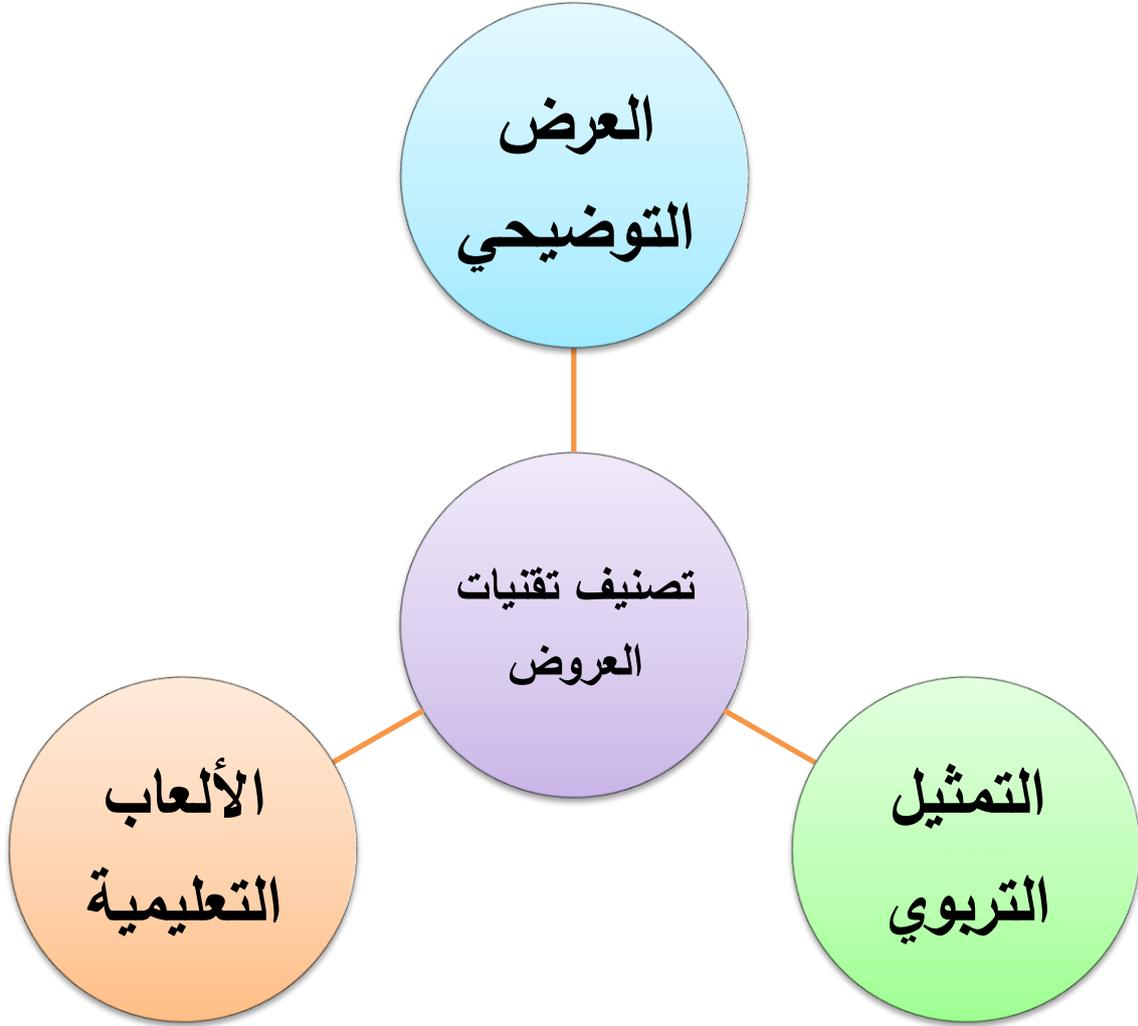 العرض
التوضيحي
تصنيف تقنيات
العروض
التمثيل
التربوي
الألعاب
التعليمية